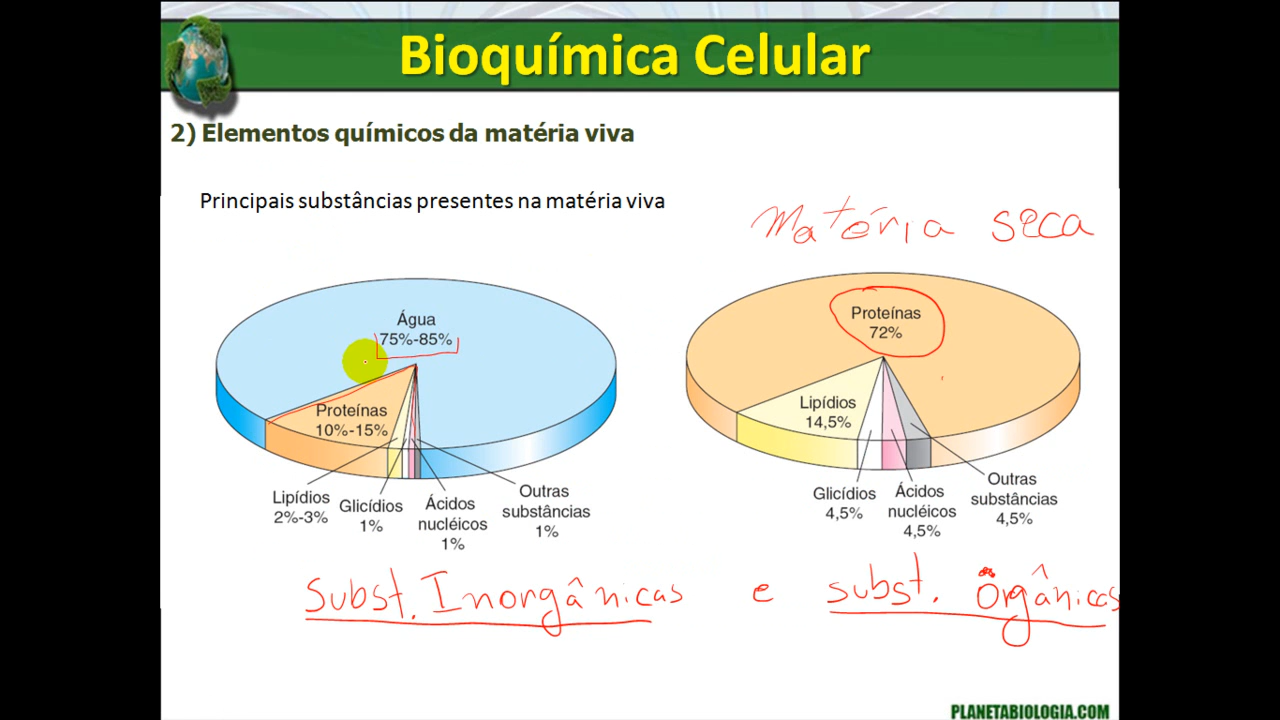 Bioquímica Celular
2) Elementos químicos da matéria viva
Principais substâncias presentes na matéria viva
Matéria seca
Água
75%-85%
Proteínas
10%-15%
Lipídios
2%-3%
Glicídios
1%
Ácidos
nucléicos
1%
Outras
substâncias
1%
Proteínas
72%
Lipídios
14,5%
Glicídios
4,5%
Ácidos
nucléicos
4,5%
Outras
substâncias
4,5%
Subst. Inorgânicas e subst. Orgânicas
PLANETABIOLOGIA.COM